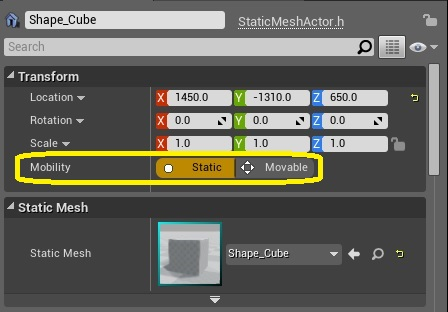 Shape_Cube
StaticMeshActor.h
Search
Transform
Location X 1450.0 Y -1310.0 Z 650.0
Rotation X 0.0 Y 0.0 Z 0.0
Scale X 1.0 Y 1.0 Z 1.0
Mobility Static Movable
Static Mesh
Static Mesh Shape_Cube